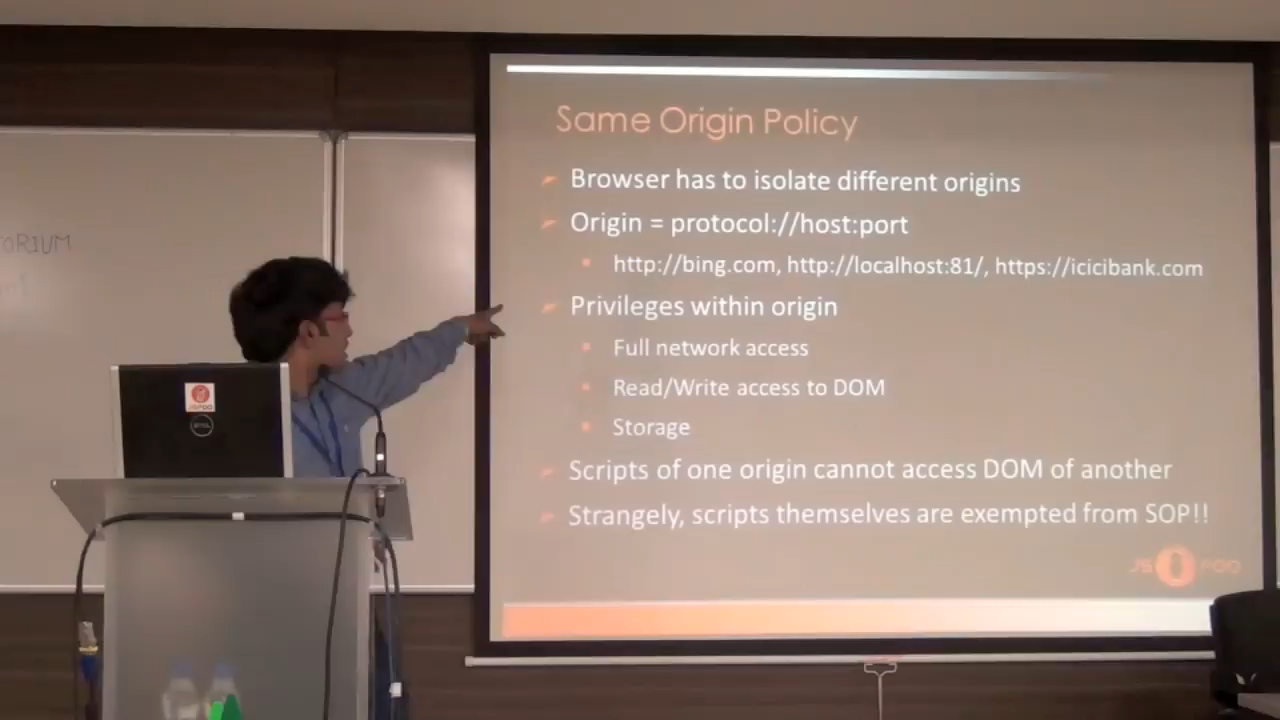 Same Origin Policy
Browser has to isolate different origins
Origin = protocol://host:port
http://bing.com, http://localhost:81/, https://icicibank.com
Privileges within origin
Full network access
Read/Write access to DOM
Storage
Scripts of one origin cannot access DOM of another
Strangely, scripts themselves are exempted from SOP!!
JS FOO
JSFOO
DELL